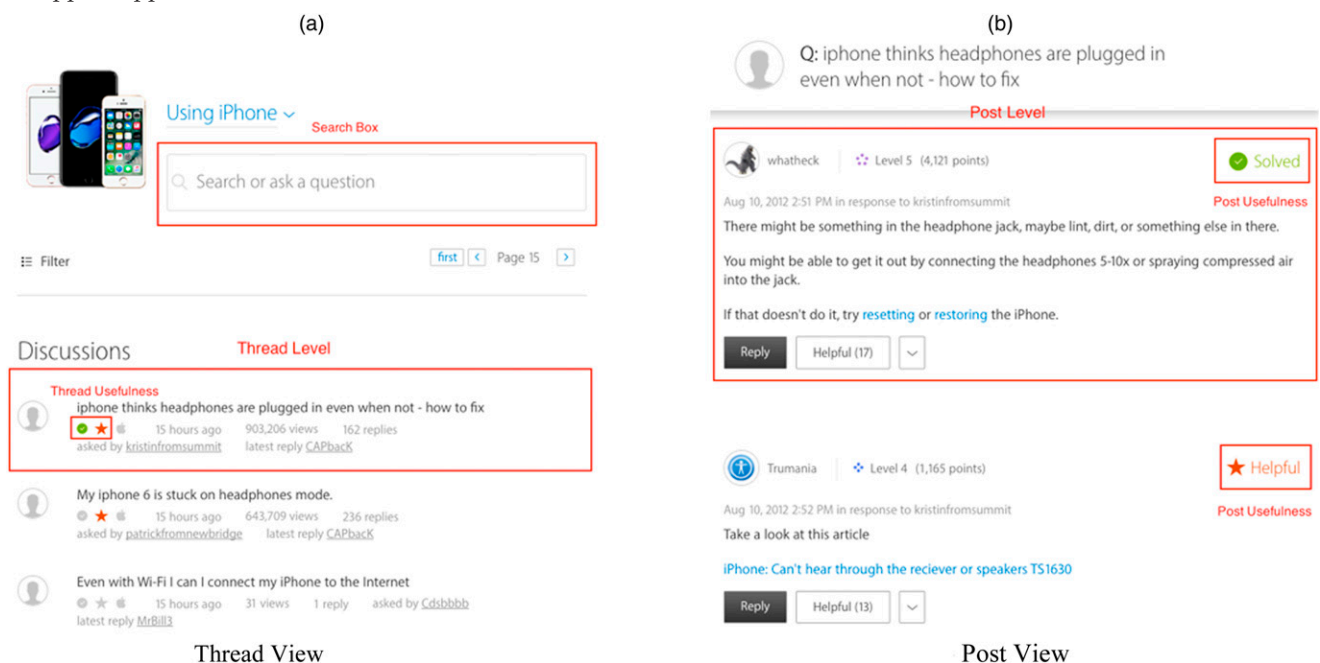 (a)
Using iPhone
Search Box
Search or ask a question
Filter
first < Page 15 >
Discussions
Thread Level
Thread Usefulness
iphone thinks headphones are plugged in even when not - how to fix
15 hours ago 903,206 views 162 replies
asked by kristinfromsummit latest reply CAPbacK
My iphone 6 is stuck on headphones mode.
15 hours ago 643,709 views 236 replies
asked by patrickfromnewbridge latest reply CAPbacK
Even with Wi-Fi I can I connect my iPhone to the Internet
15 hours ago 31 views 1 reply asked by Cdsbbbb
latest reply MrBill3
Thread View
(b)
Q: iphone thinks headphones are plugged in
even when not - how to fix
Post Level
whatheck Level 5 (4,121 points)
Solved
Aug 10, 2012 2:51 PM in response to kristinfromsummit
Post Usefulness
There might be something in the headphone jack, maybe lint, dirt, or something else in there.
You might be able to get it out by connecting the headphones 5-10x or spraying compressed air
into the jack.
If that doesn't do it, try resetting or restoring the iPhone.
Reply Helpful (17)
Trumania Level 4 (1,165 points)
Helpful
Aug 10, 2012 2:52 PM in response to kristinfromsummit
Post Usefulness
Take a look at this article
iPhone: Can't hear through the reciever or speakers TS1630
Reply Helpful (13)
Post View